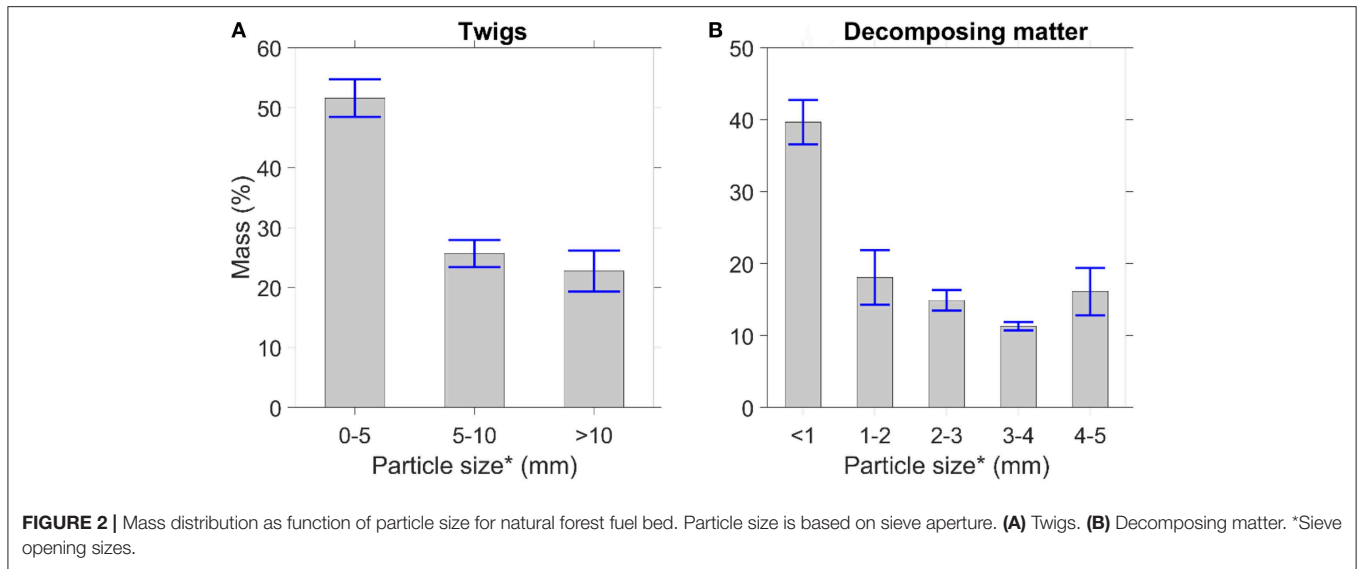 A
Twigs
60
50
40
30
20
10
0
Mass (%)
0-5
5-10
>10
Particle size* (mm)
B
Decomposing matter
50
40
30
20
10
0
<1
1-2
2-3
3-4
4-5
Particle size* (mm)
FIGURE 2 | Mass distribution as function of particle size for natural forest fuel bed. Particle size is based on sieve aperture. (A) Twigs. (B) Decomposing matter. *Sieve
opening sizes.